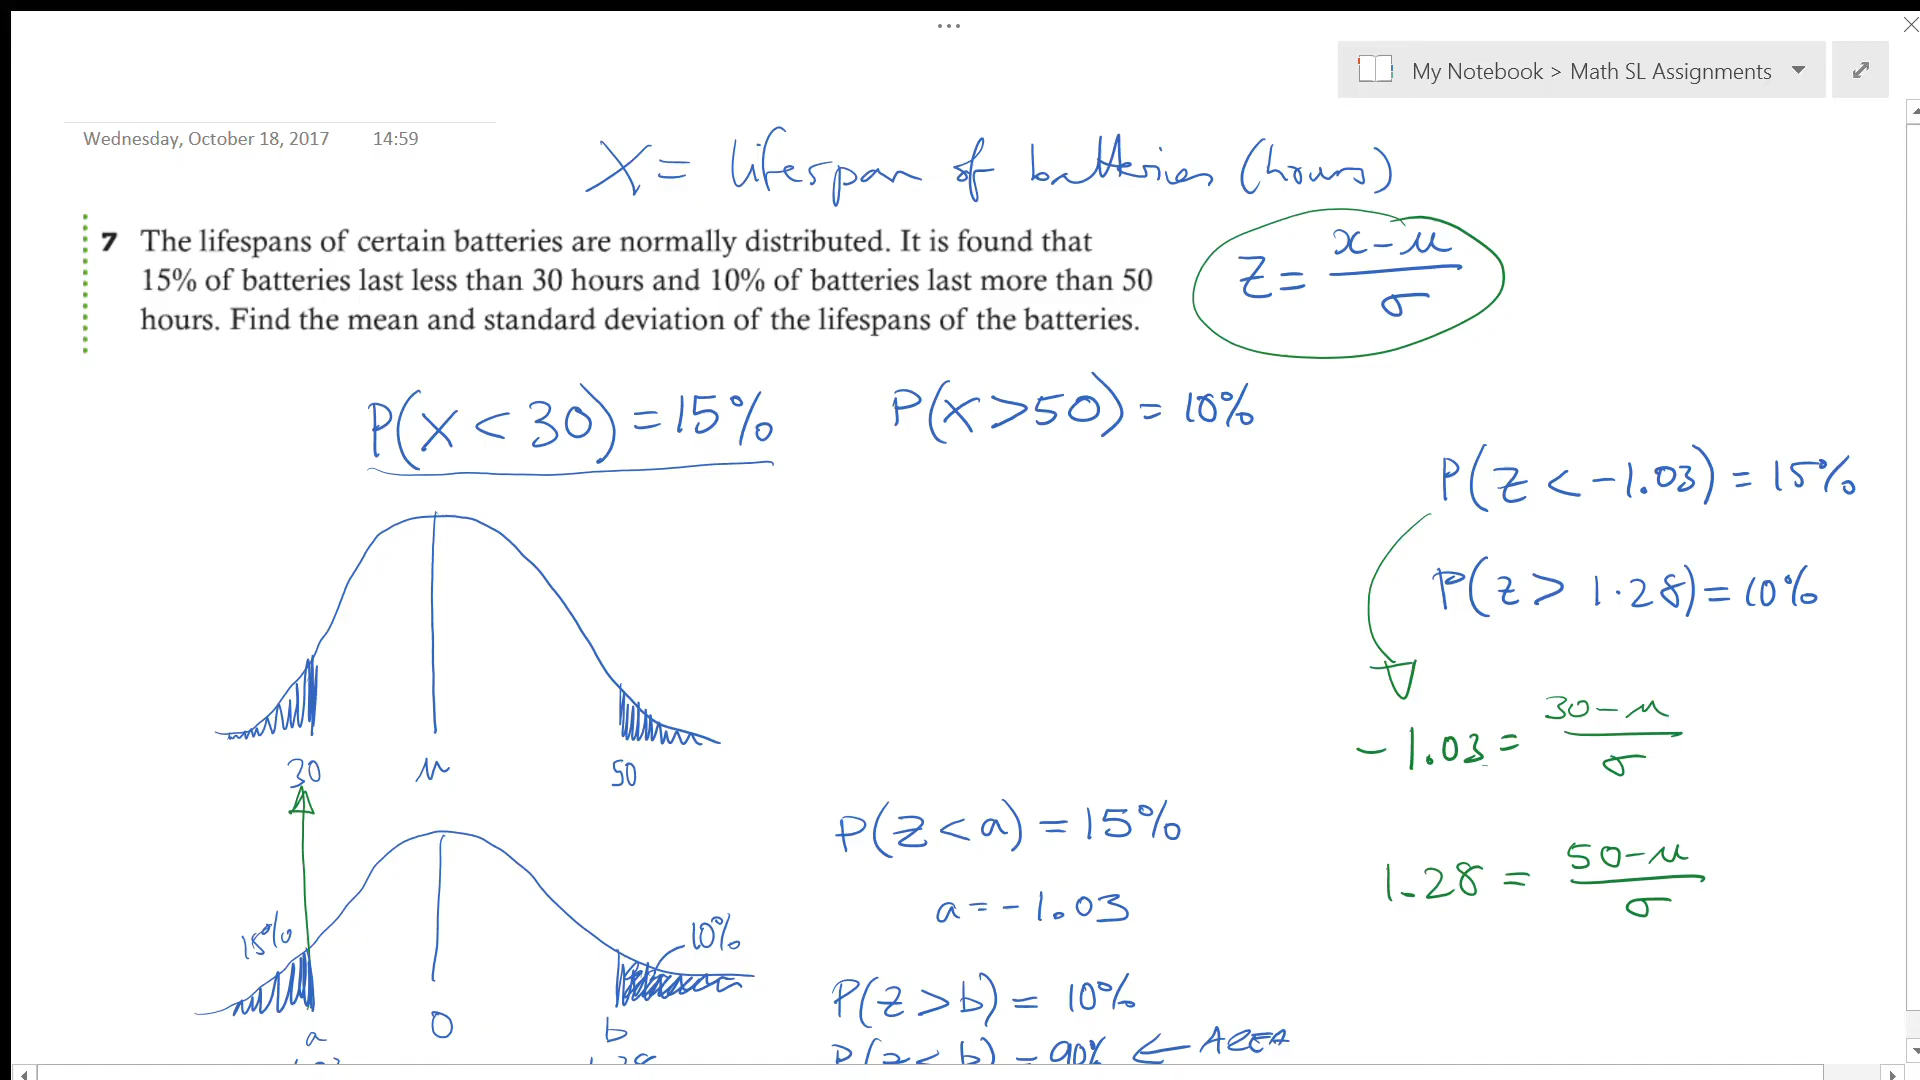 My Notebook > Math SL Assignments
Wednesday, October 18, 2017 14:59
X = lifespan of batteries (hours)
7 The lifespans of certain batteries are normally distributed. It is found that
15% of batteries last less than 30 hours and 10% of batteries last more than 50
hours. Find the mean and standard deviation of the lifespans of the batteries.
z = x - μ
σ
P(X < 30) = 15%
P(X > 50) = 10%
P(Z < -1.03) = 15%
P(Z > 1.28) = 10%
-1.03 = 30 - μ
σ
30 μ 50
P(Z < a) = 15%
1.28 = 50 - μ
σ
a = -1.03
15% 10%
P(Z > b) = 10%
a 0 b
P(Z < b) = 90% ← AREA